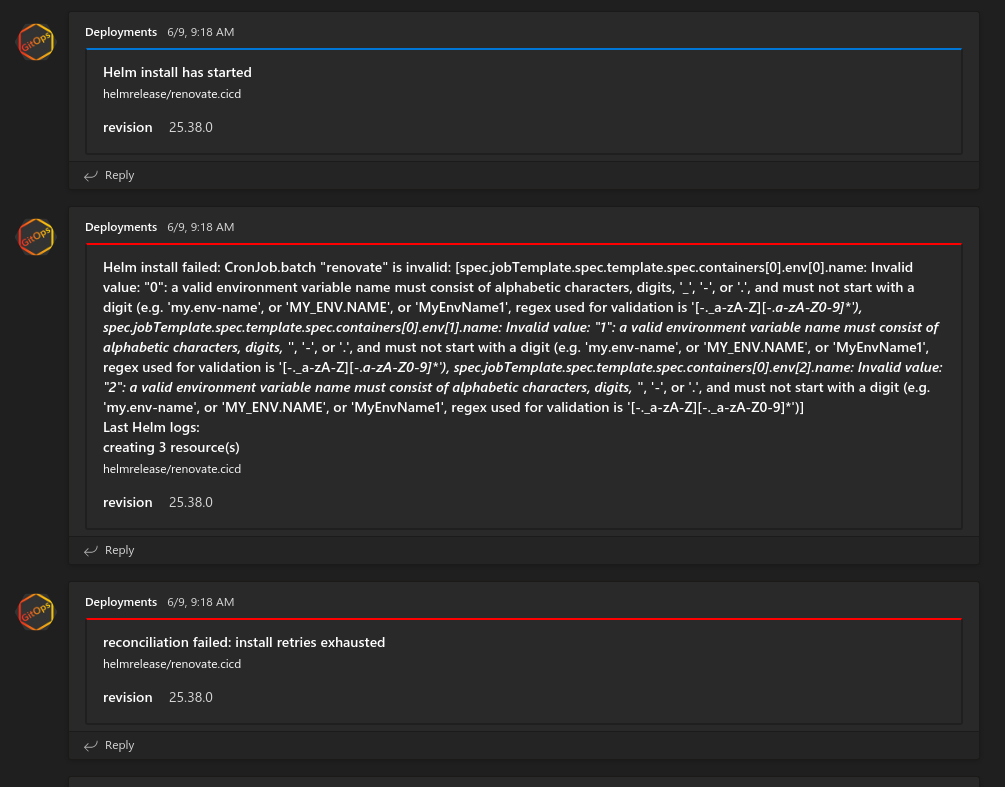 GitOps
Deployments 6/9, 9:18 AM
Helm install has started
helmrelease/renovate.cicd
revision 25.38.0
Reply
GitOps
Deployments 6/9, 9:18 AM
Helm install failed: CronJob.batch "renovate" is invalid: [spec.jobTemplate.spec.template.spec.containers[0].env[0].name: Invalid
value: "0": a valid environment variable name must consist of alphabetic characters, digits, '_', '-', or '.', and must not start with a
digit (e.g. 'my.env-name', or 'MY_ENV.NAME', or 'MyEnvName1', regex used for validation is '[-._a-zA-Z][-.a-zA-Z0-9]*'),
spec.jobTemplate.spec.template.spec.containers[0].env[1].name: Invalid value: "1": a valid environment variable name must consist of
alphabetic characters, digits, '', '-', or '.', and must not start with a digit (e.g. 'my.env-name', or 'MY_ENV.NAME', or 'MyEnvName1',
regex used for validation is '[-._a-zA-Z][-.a-zA-Z0-9]*'), spec.jobTemplate.spec.template.spec.containers[0].env[2].name: Invalid value:
"2": a valid environment variable name must consist of alphabetic characters, digits, '', '-', or '.', and must not start with a digit (e.g.
'my.env-name', or 'MY_ENV.NAME', or 'MyEnvName1', regex used for validation is '[-._a-zA-Z][-._a-zA-Z0-9]*')]
Last Helm logs:
creating 3 resource(s)
helmrelease/renovate.cicd
revision 25.38.0
Reply
GitOps
Deployments 6/9, 9:18 AM
reconciliation failed: install retries exhausted
helmrelease/renovate.cicd
revision 25.38.0
Reply